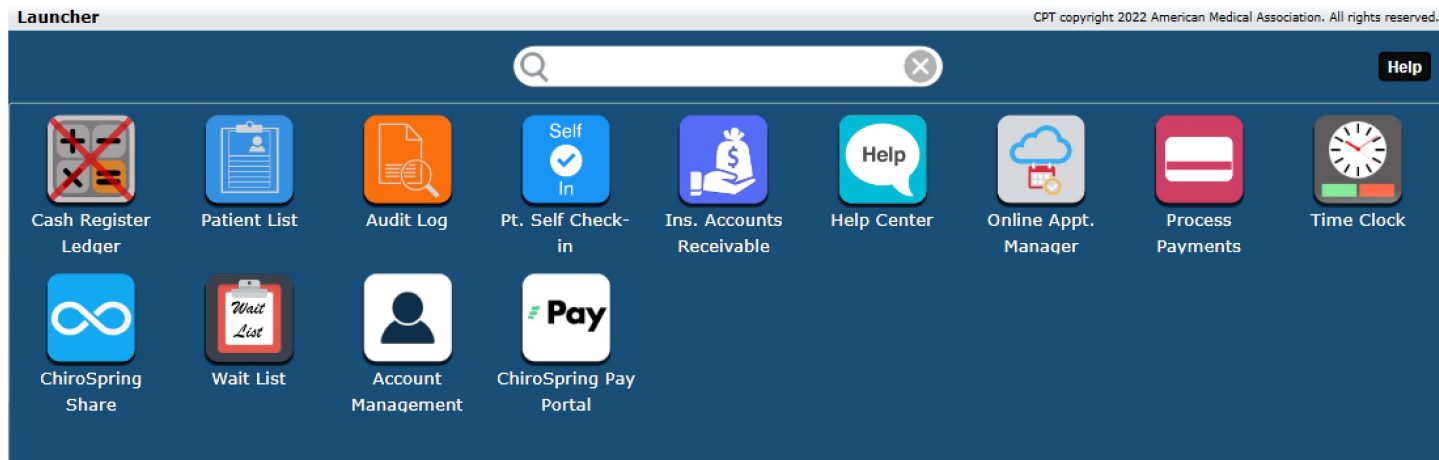 Launcher
CPT copyright 2022 American Medical Association. All rights reserved.
Help
Self
In
Help
Cash Register
Ledger
Patient List
Audit Log
Pt. Self Check-
in
Ins. Accounts
Receivable
Help Center
Online Appt.
Manager
Process
Payments
Time Clock
Wait
List
Pay
ChiroSpring
Share
Wait List
Account
Management
ChiroSpring Pay
Portal